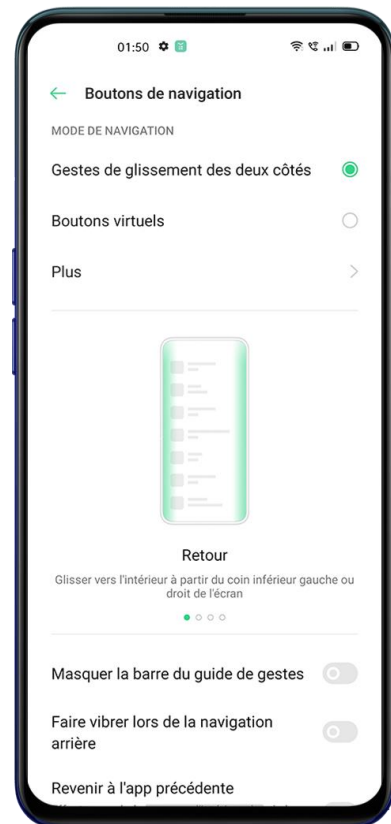 01:50
Boutons de navigation
MODE DE NAVIGATION
Gestes de glissement des deux côtés
Boutons virtuels
Plus
Retour
Glisser vers l'intérieur à partir du coin inférieur gauche ou
droit de l'écran
Masquer la barre du guide de gestes
Faire vibrer lors de la navigation
arrière
Revenir à l'app précédente